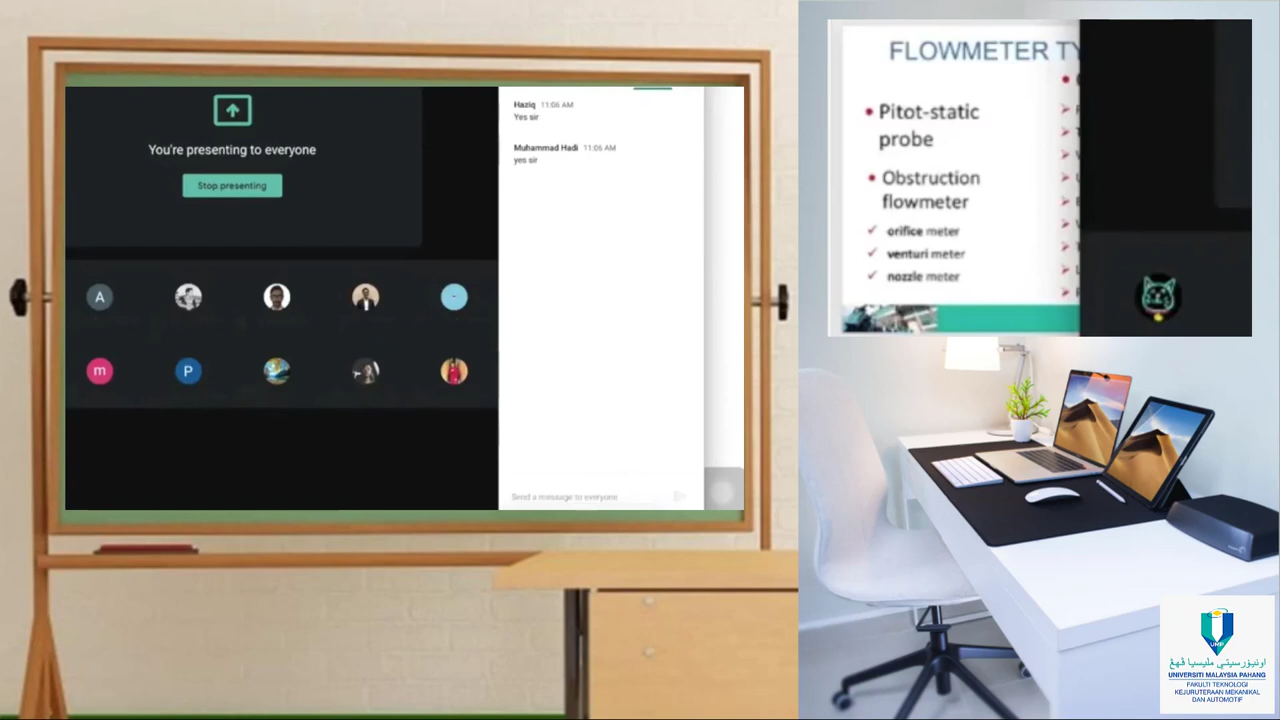 You're presenting to everyone
Stop presenting
A
m
P
Haziq 11:06 AM
Yes sir
Muhammad Hadi 11:06 AM
yes sir
Send a message to everyone
FLOWMETER TY
• Pitot-static
probe
• Obstruction
flowmeter
✓ orifice meter
✓ venturi meter
✓ nozzle meter
UMP
اونيۏرسيتي مليسيا ڤهڠ
UNIVERSITI MALAYSIA PAHANG
FAKULTI TEKNOLOGI
KEJURUTERAAN MEKANIKAL
DAN AUTOMOTIF